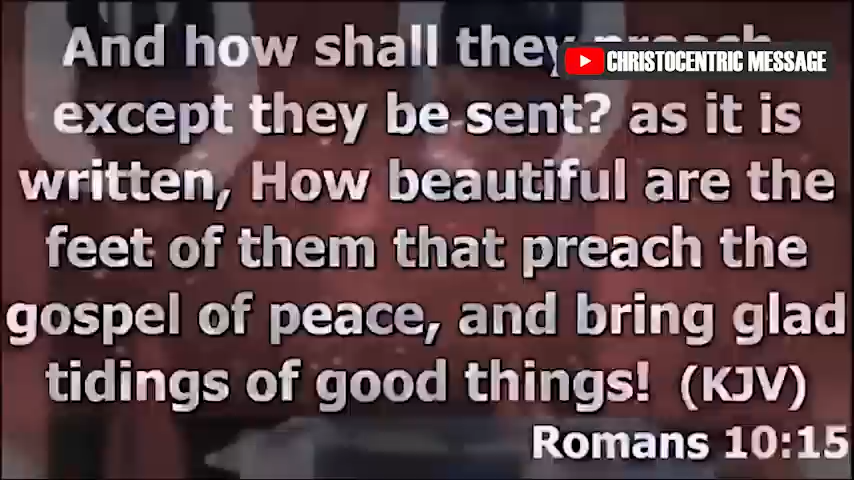 And how shall they preach
CHRISTOCENTRIC MESSAGE
except they be sent? as it is
written, How beautiful are the
feet of them that preach the
gospel of peace, and bring glad
tidings of good things! (KJV)
Romans 10:15